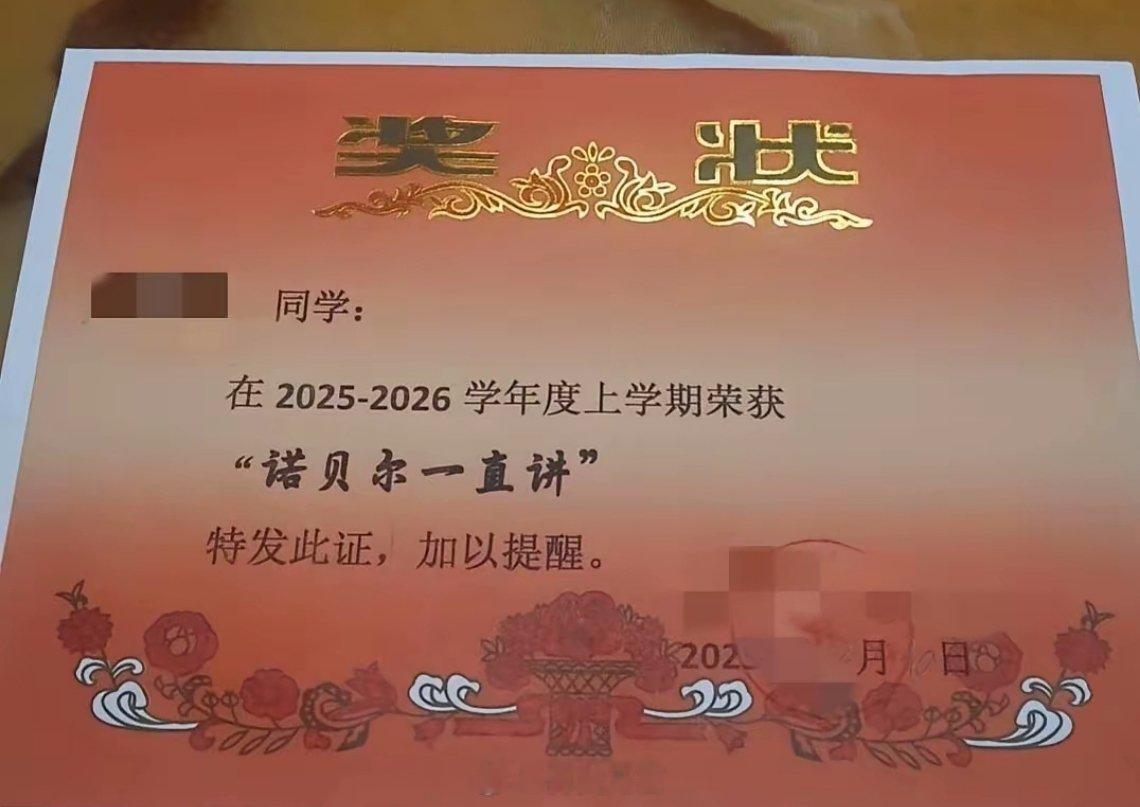 奖状
同学：
在 2025-2026 学年度上学期荣获
“诺贝尔一直讲”
特发此证，加以提醒。
202 月 日